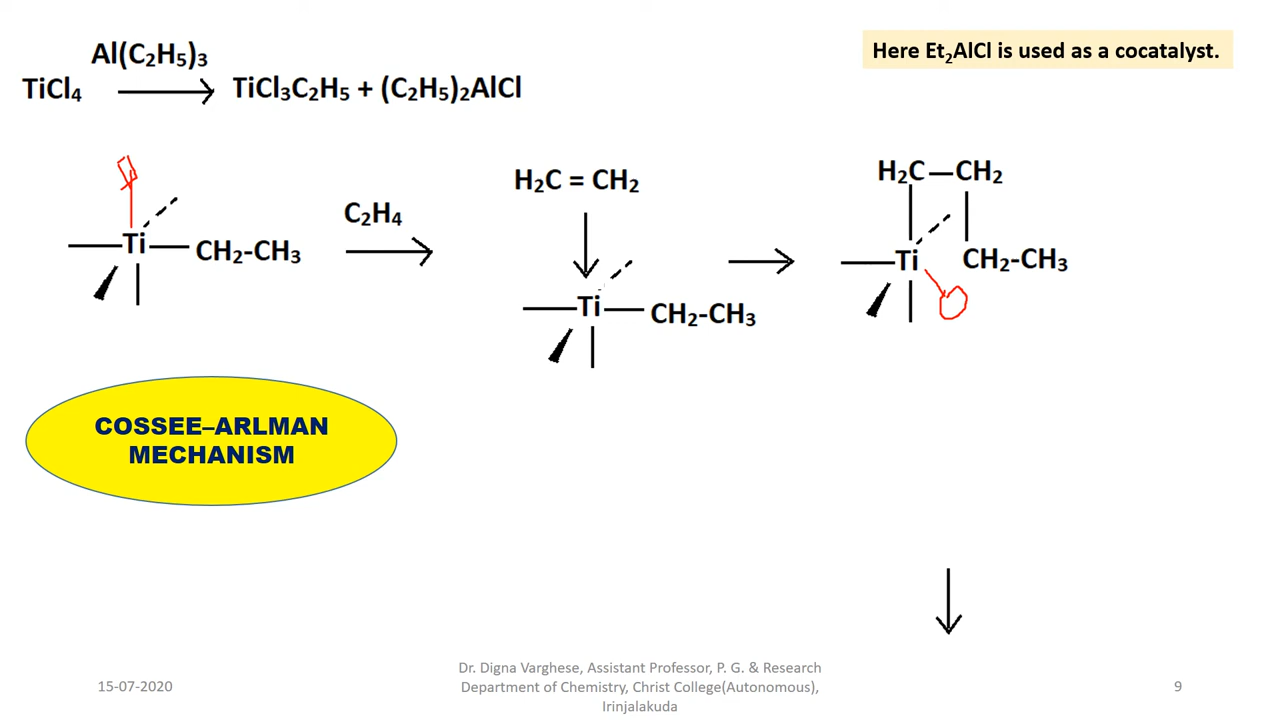 Al(C₂H₅)₃
Here Et₂AlCl is used as a cocatalyst.
TiCl₄ → TiCl₃C₂H₅ + (C₂H₅)₂AlCl
H₂C = CH₂
H₂C—CH₂
C₂H₄
Ti—CH₂-CH₃
Ti CH₂-CH₃
Ti—CH₂-CH₃
COSSEE–ARLMAN
MECHANISM
Dr. Digna Varghese, Assistant Professor, P. G. & Research
15-07-2020
Department of Chemistry, Christ College(Autonomous),
9
Irinjalakuda